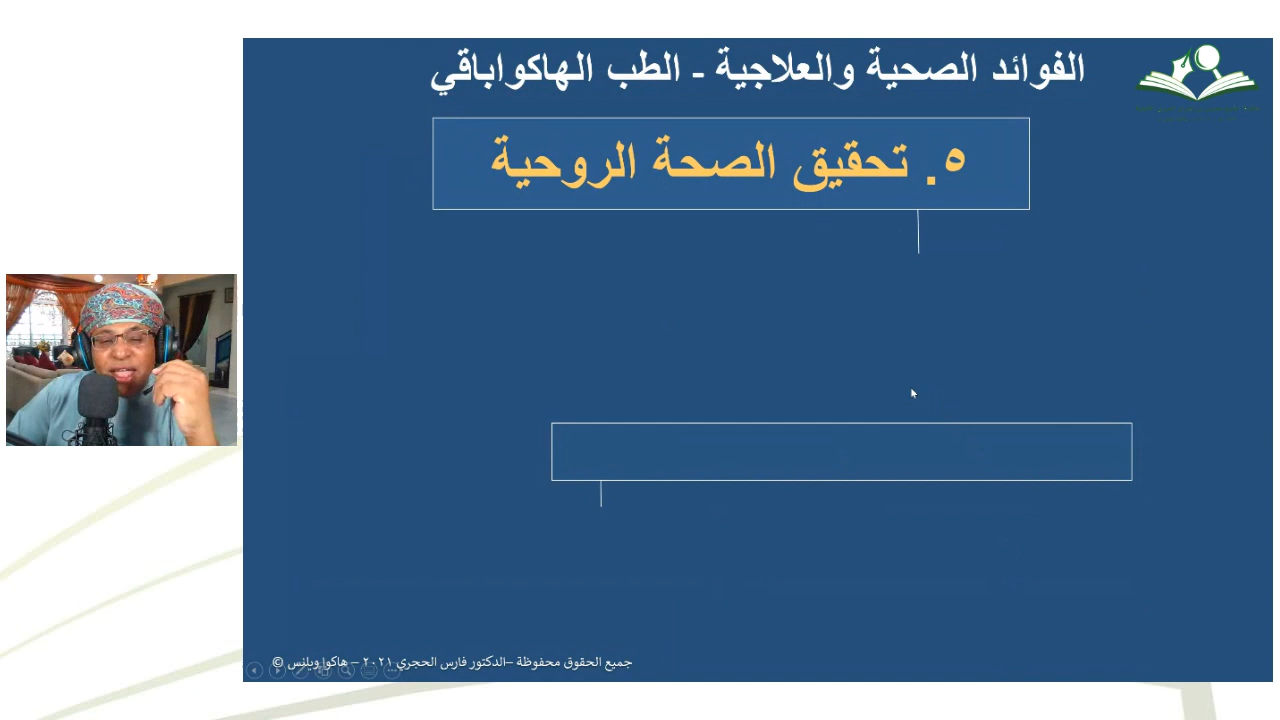 الفوائد الصحية والعلاجية - الطب الهاكواباقي
٥. تحقيق الصحة الروحية
جميع الحقوق محفوظة –الدكتور فارس الحجري ٢٠٢١ – هاكوا ويلنس ©